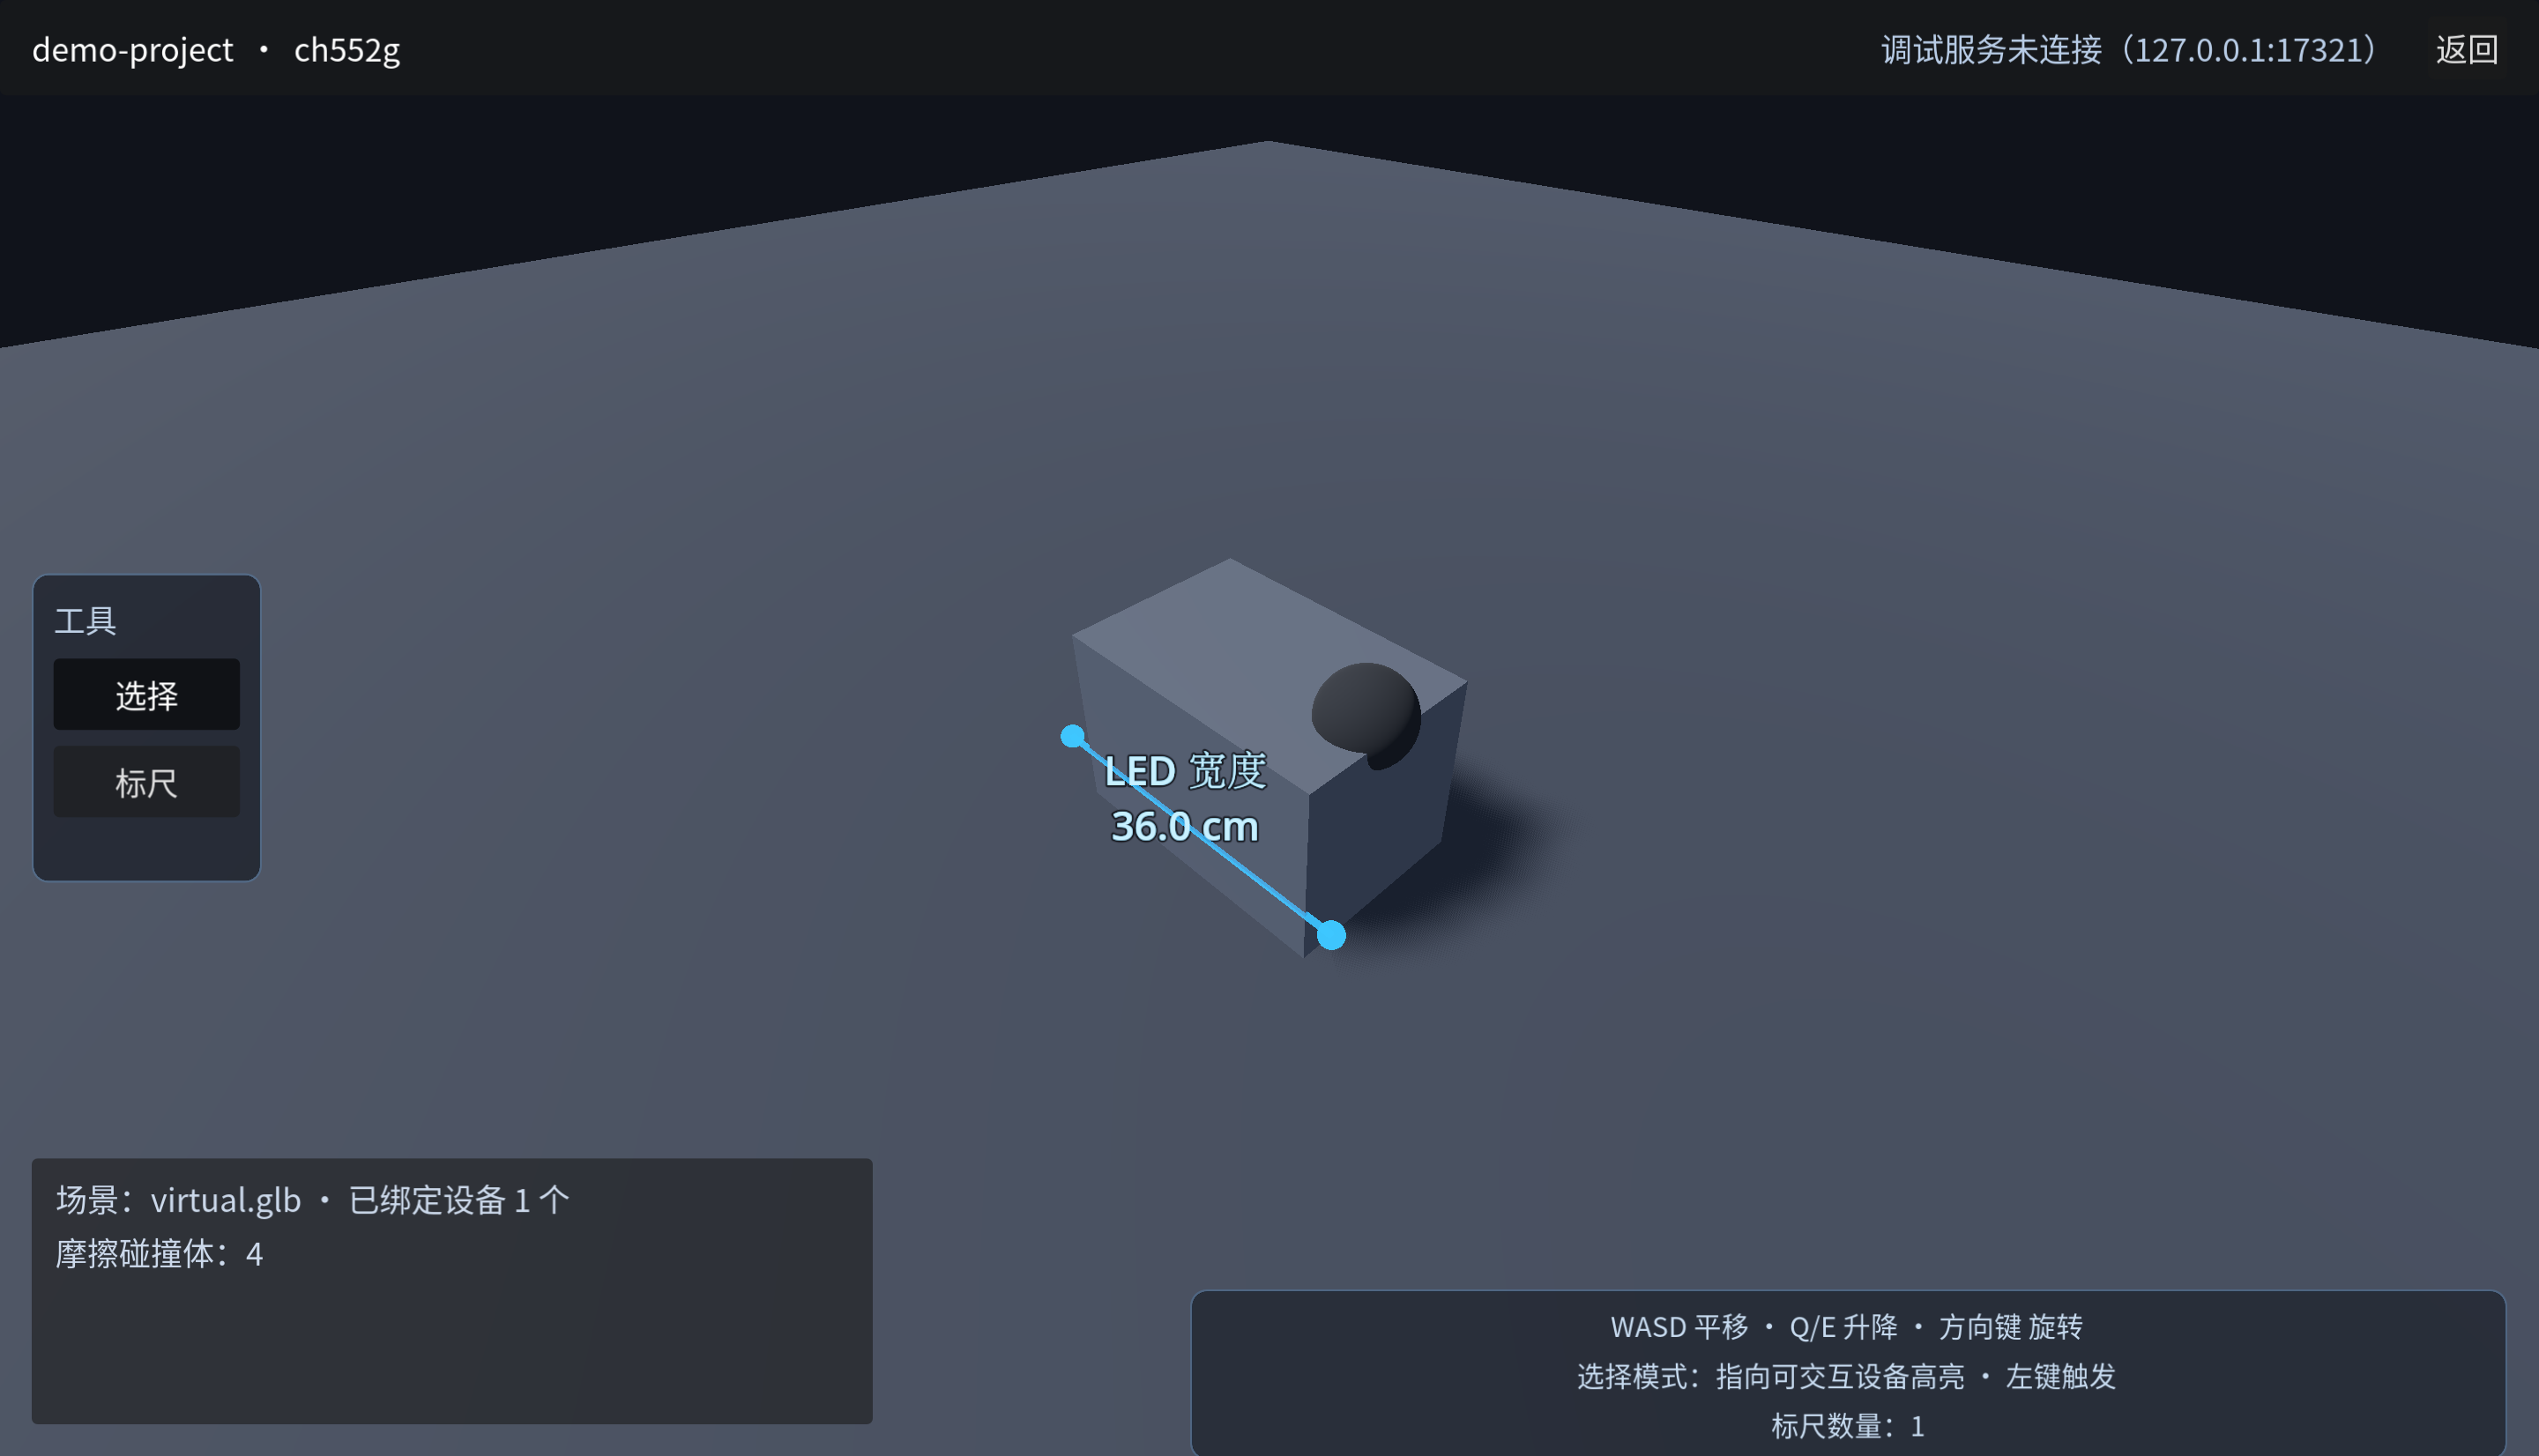 demo-project • ch552g
调试服务未连接（127.0.0.1:17321）
返回
工具
选择
标尺
LED 宽度
36.0 cm
场景：virtual.glb • 已绑定设备 1 个
摩擦碰撞体：4
WASD 平移 • Q/E 升降 • 方向键 旋转
选择模式：指向可交互设备高亮 • 左键触发
标尺数量：1